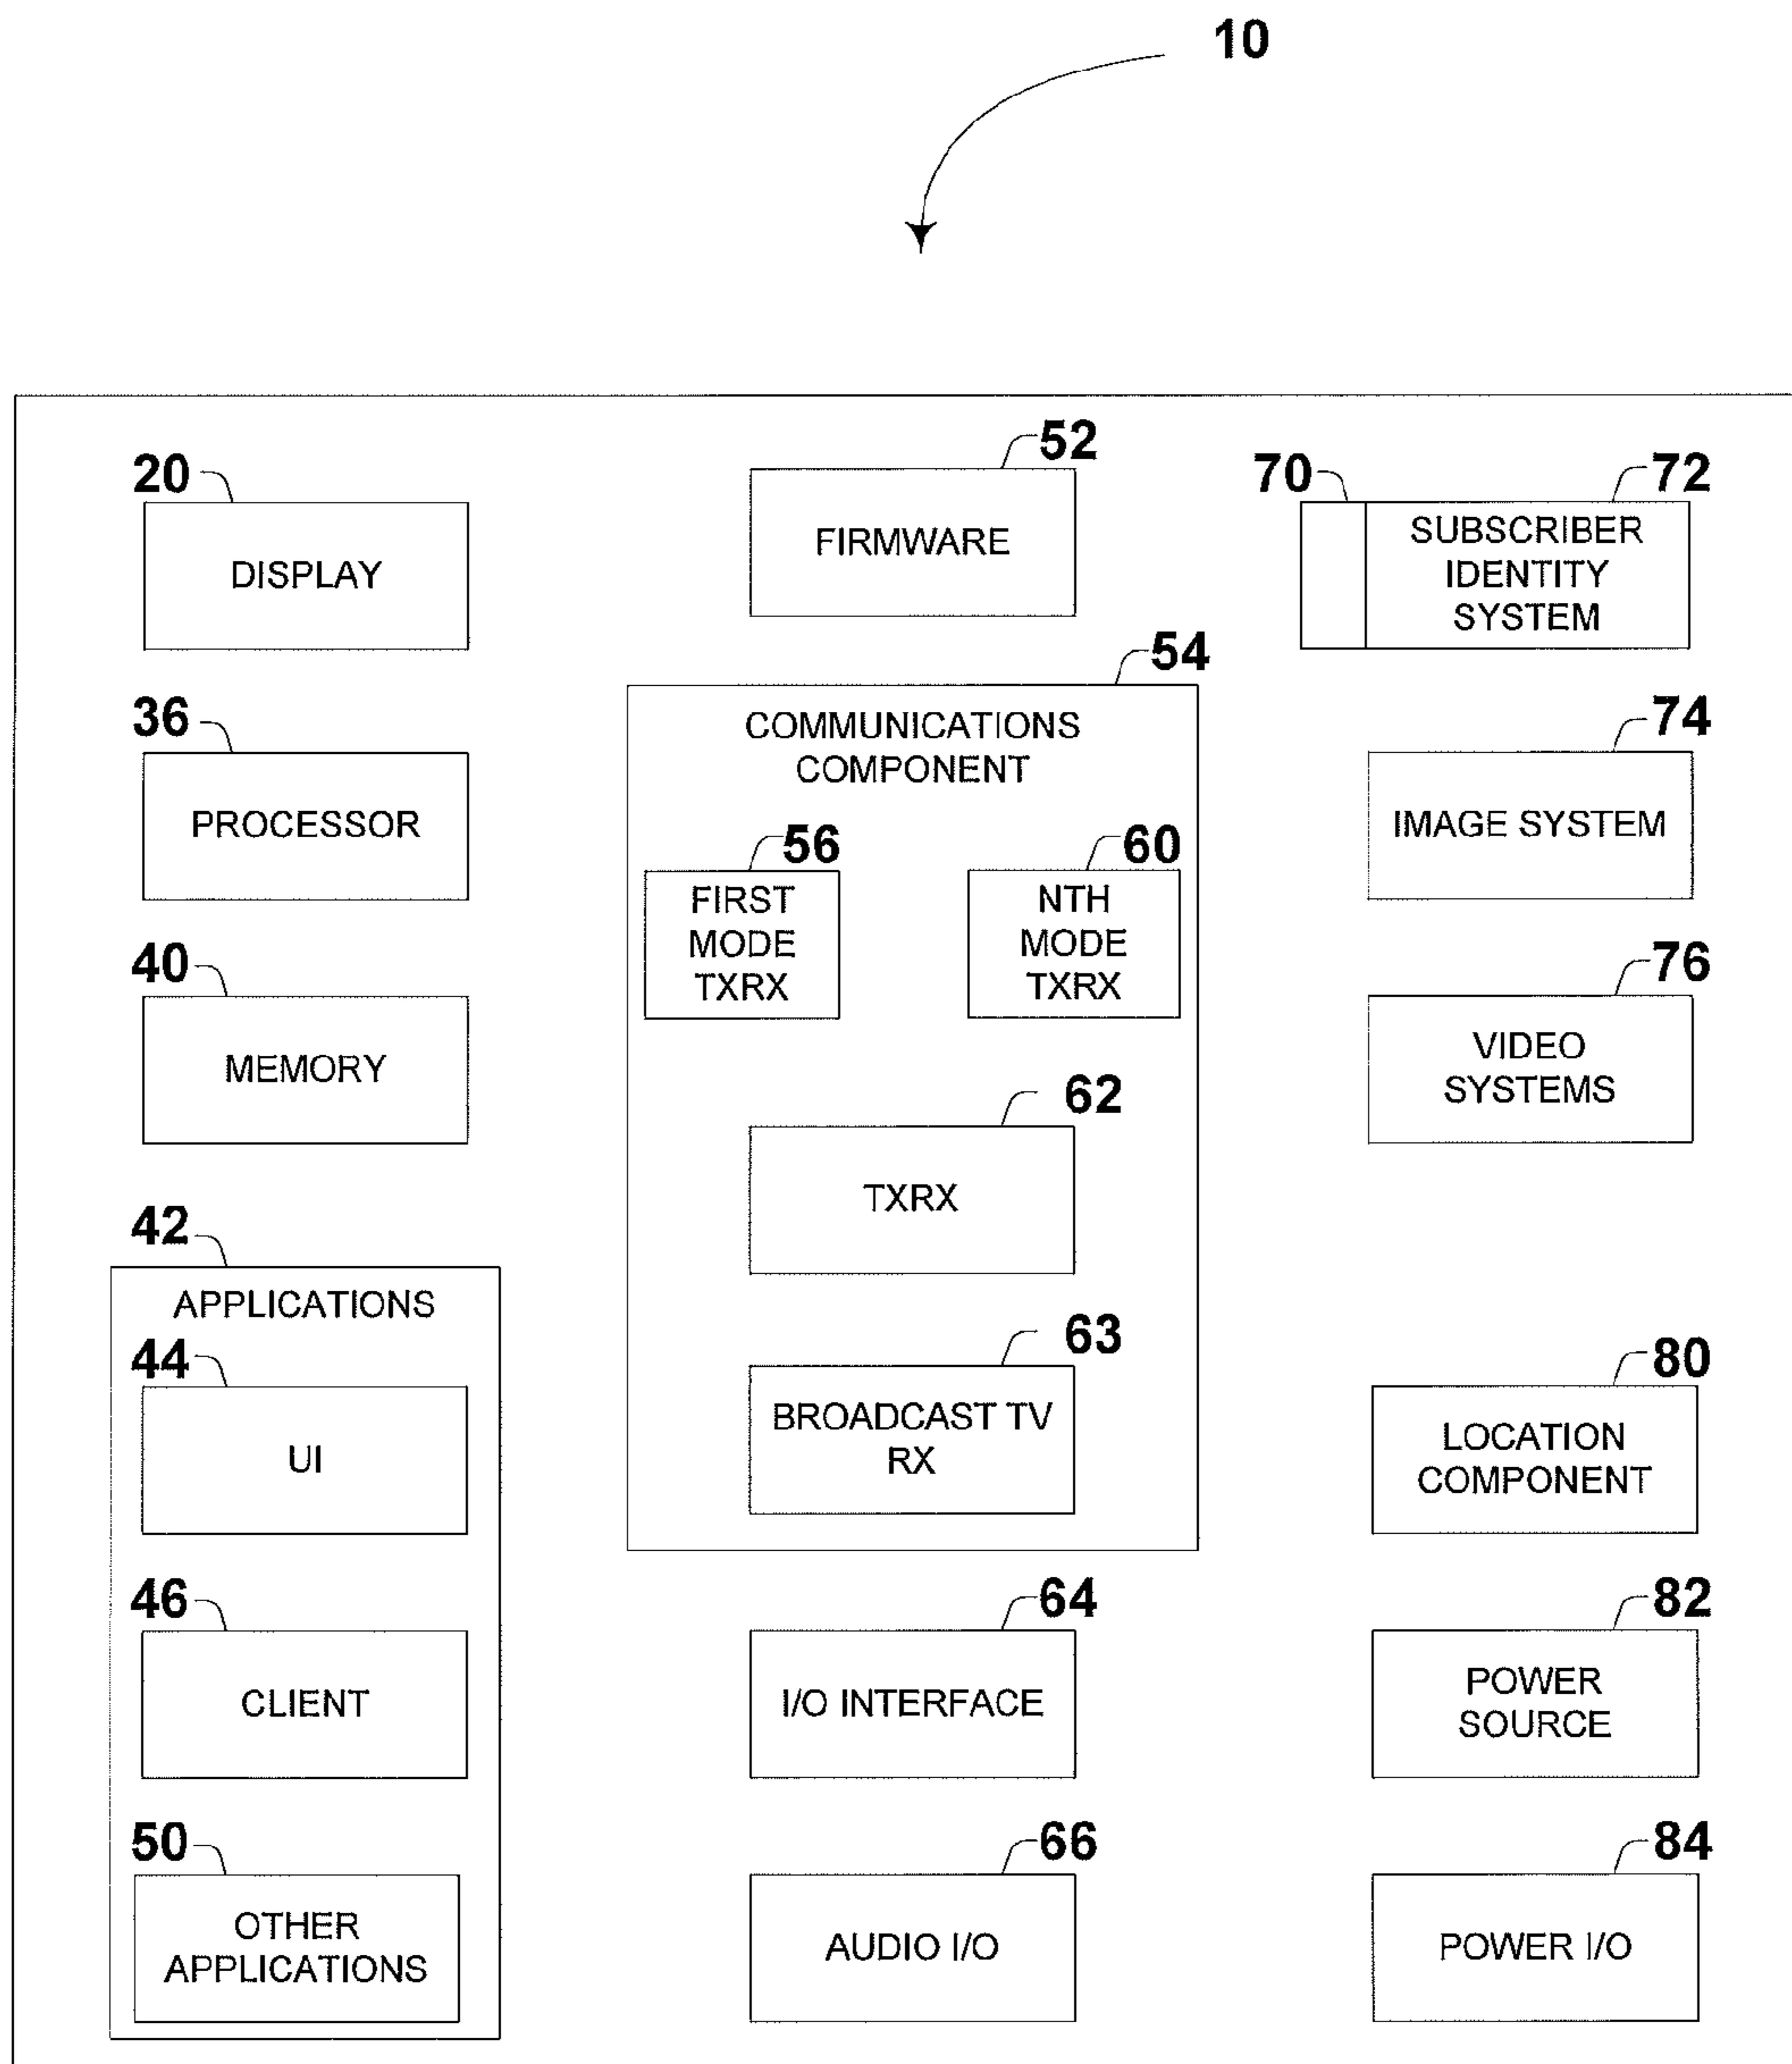 10
20
DISPLAY
36
PROCESSOR
40
MEMORY
42
APPLICATIONS
44
UI
46
CLIENT
50
OTHER
APPLICATIONS
52
FIRMWARE
54
COMMUNICATIONS
COMPONENT
56
FIRST
MODE
TXRX
60
NTH
MODE
TXRX
62
TXRX
63
BROADCAST TV
RX
64
I/O INTERFACE
66
AUDIO I/O
70
72
SUBSCRIBER
IDENTITY
SYSTEM
74
IMAGE SYSTEM
76
VIDEO
SYSTEMS
80
LOCATION
COMPONENT
82
POWER
SOURCE
84
POWER I/O